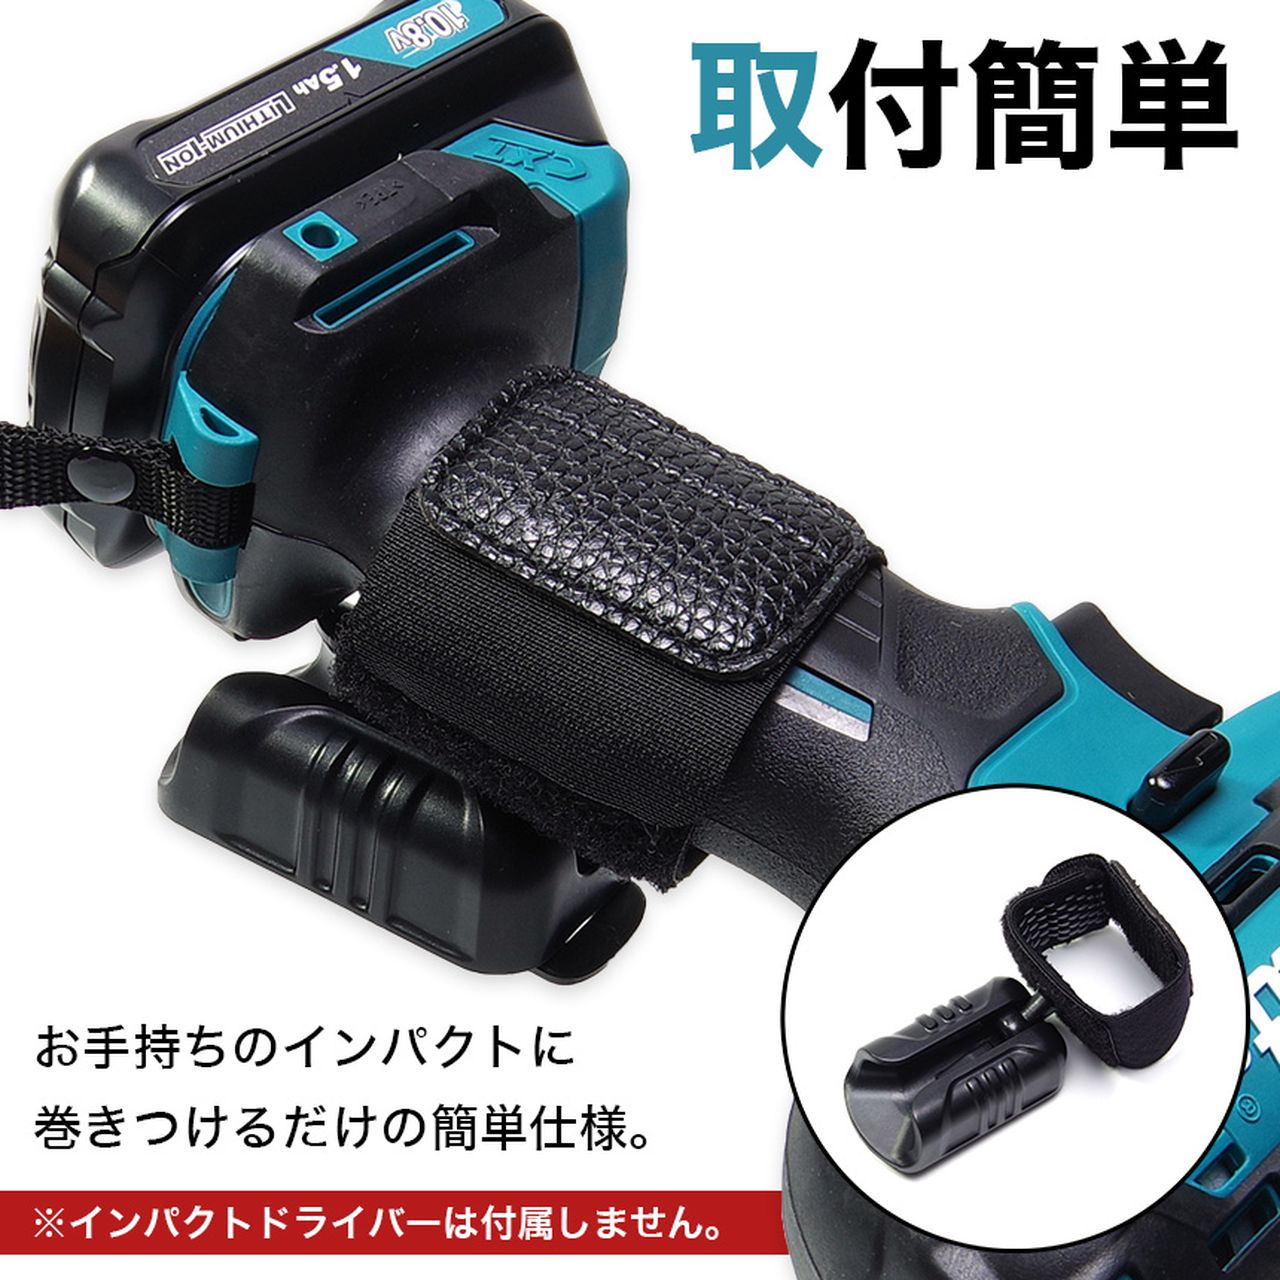 取付簡単
10.8V
1.5Ah
LITHIUM-ION
CXT
お手持ちのインパクトに
巻きつけるだけの簡単仕様。
®
※インパクトドライバーは付属しません。